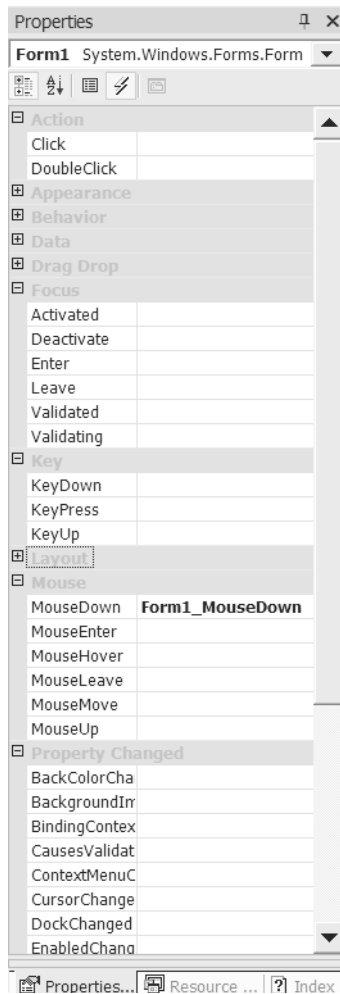 Properties
Form1 System.Windows.Forms.Form
Action
Click
DoubleClick
Appearance
Behavior
Data
Drag Drop
Focus
Activated
Deactivate
Enter
Leave
Validated
Validating
Key
KeyDown
KeyPress
KeyUp
Layout
Mouse
MouseDown Form1_MouseDown
MouseEnter
MouseHover
MouseLeave
MouseMove
MouseUp
Property Changed
BackColorCha
BackgroundIm
BindingContex
CausesValidat
ContextMenuC
CursorChange
DockChanged
EnabledChang
Properties... Resource ... Index